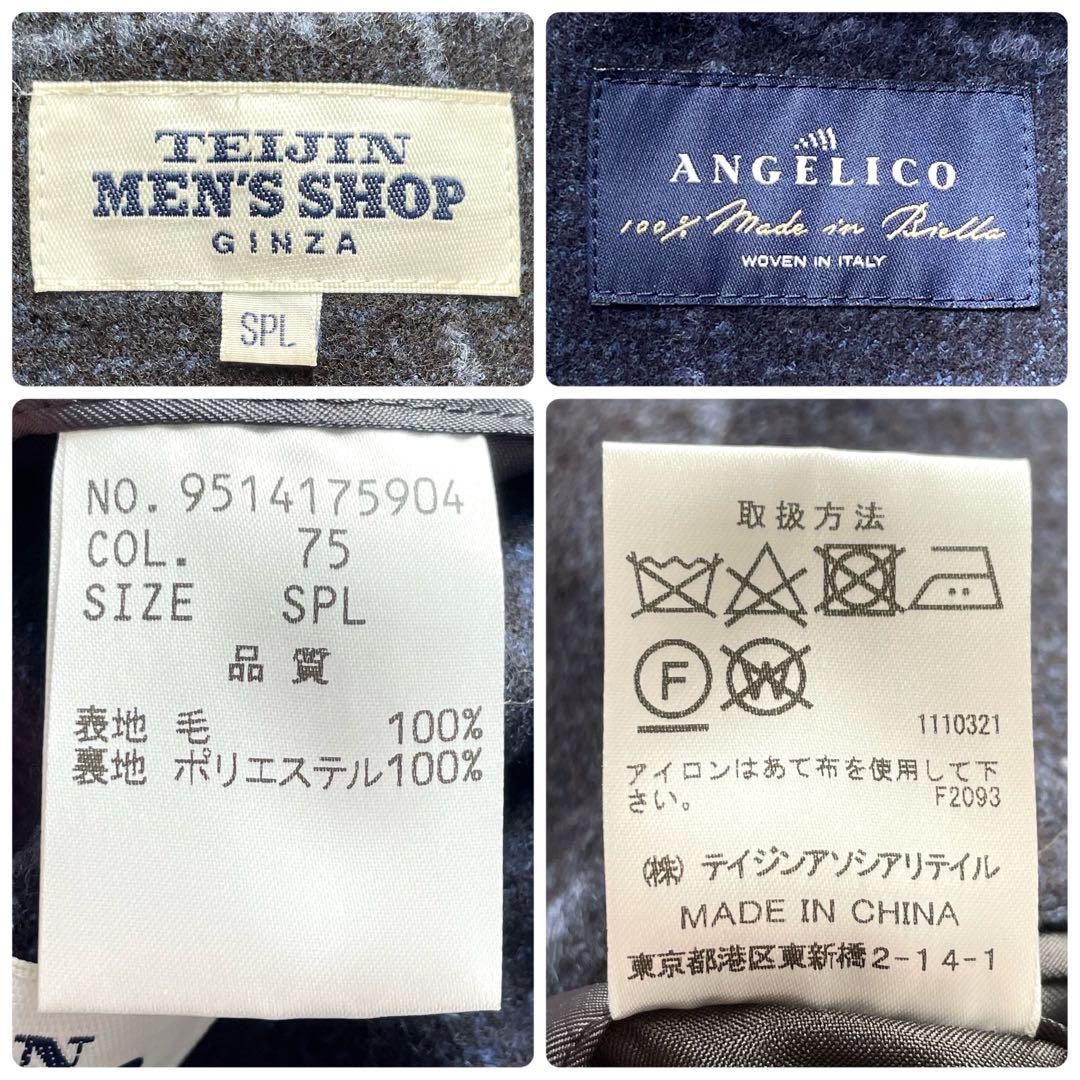 TEIJIN
MEN'S SHOP
GINZA
SPL
ANGELICO
100% Made in Biella
WOVEN IN ITALY
NO. 9514175904
COL. 75
SIZE SPL
品質
表地 毛 100%
裏地 ポリエステル100%
取扱方法
F
W
1110321
アイロンはあて布を使用して下
さい。 F2093
(株) テイジンアソシアリテイル
MADE IN CHINA
東京都港区東新橋2-14-1